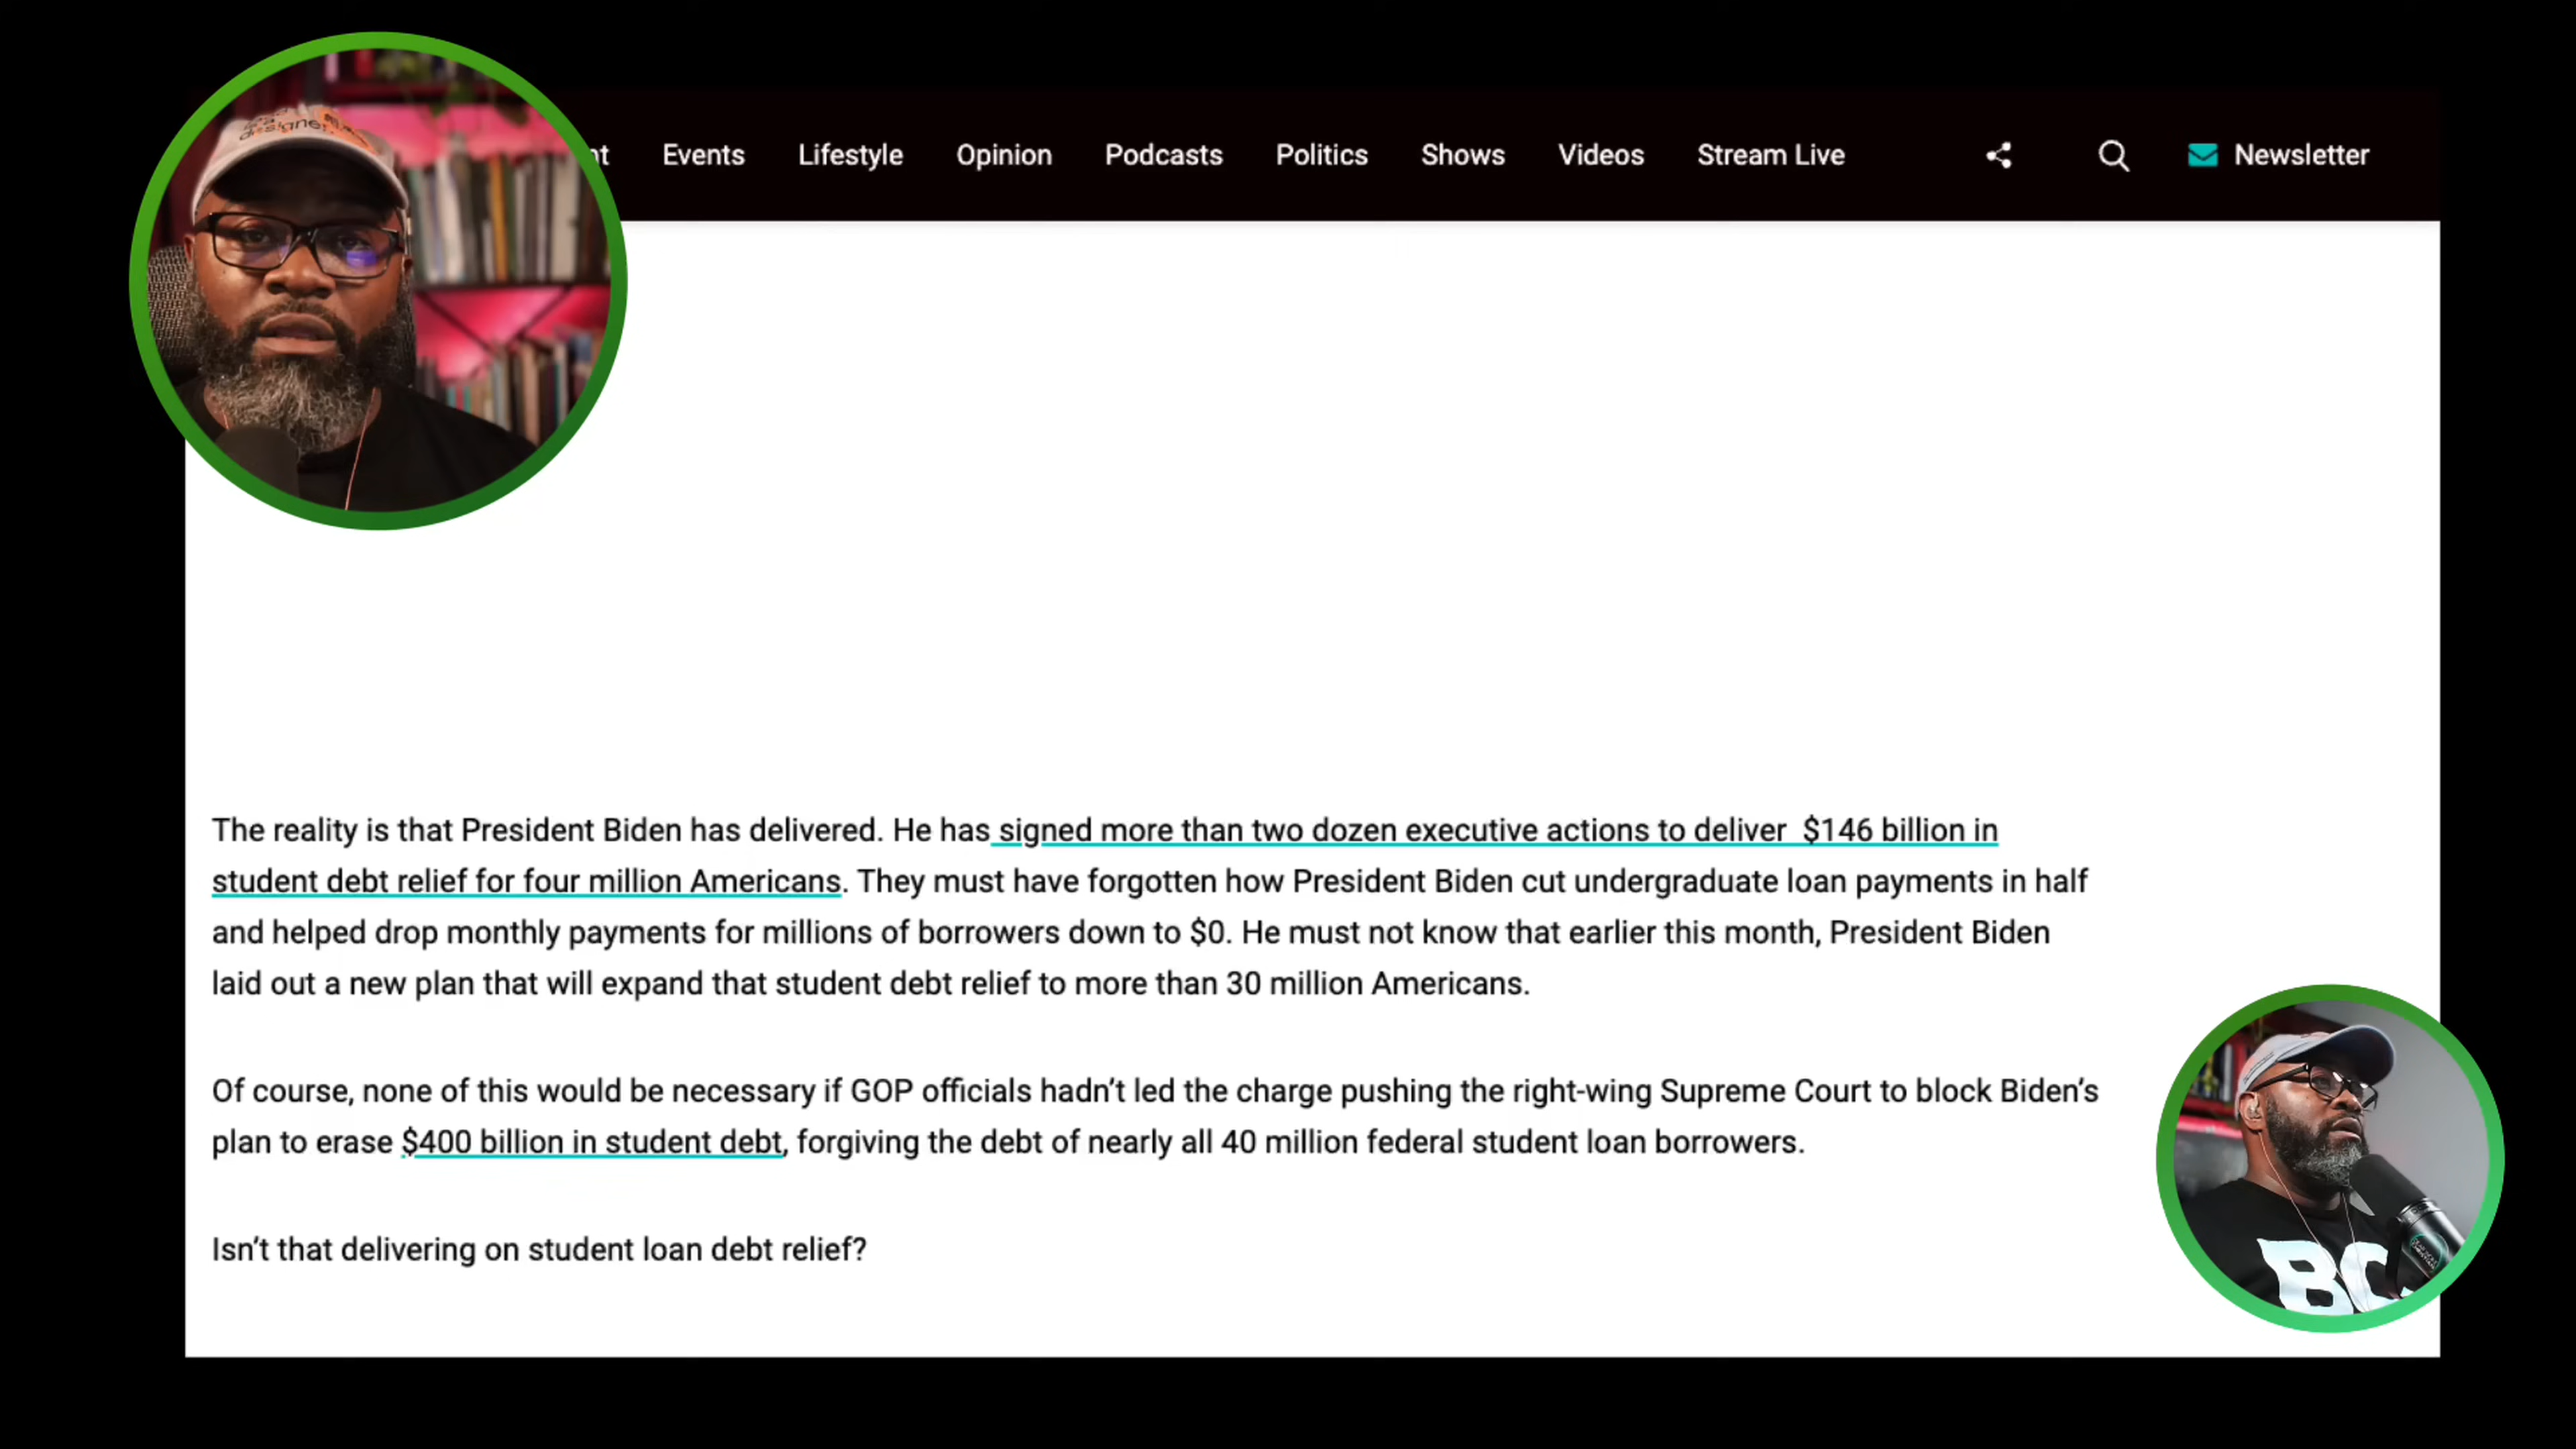 designer
Events Lifestyle Opinion Podcasts Politics Shows Videos Stream Live Newsletter
The reality is that President Biden has delivered. He has signed more than two dozen executive actions to deliver $146 billion in
student debt relief for four million Americans. They must have forgotten how President Biden cut undergraduate loan payments in half
and helped drop monthly payments for millions of borrowers down to $0. He must not know that earlier this month, President Biden
laid out a new plan that will expand that student debt relief to more than 30 million Americans.
Of course, none of this would be necessary if GOP officials hadn’t led the charge pushing the right-wing Supreme Court to block Biden’s
plan to erase $400 billion in student debt, forgiving the debt of nearly all 40 million federal student loan borrowers.
Isn’t that delivering on student loan debt relief?
BC